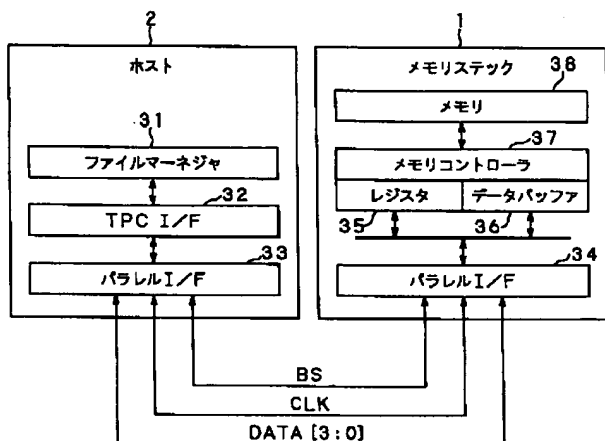 2
ホスト
31
ファイルマーネジャ
32
TPC I/F
33
パラレルI/F
1
メモリステック
38
メモリ
37
メモリコントローラ
レジスタ
データバッファ
35
36
34
パラレルI/F
BS
CLK
DATA [3:0]